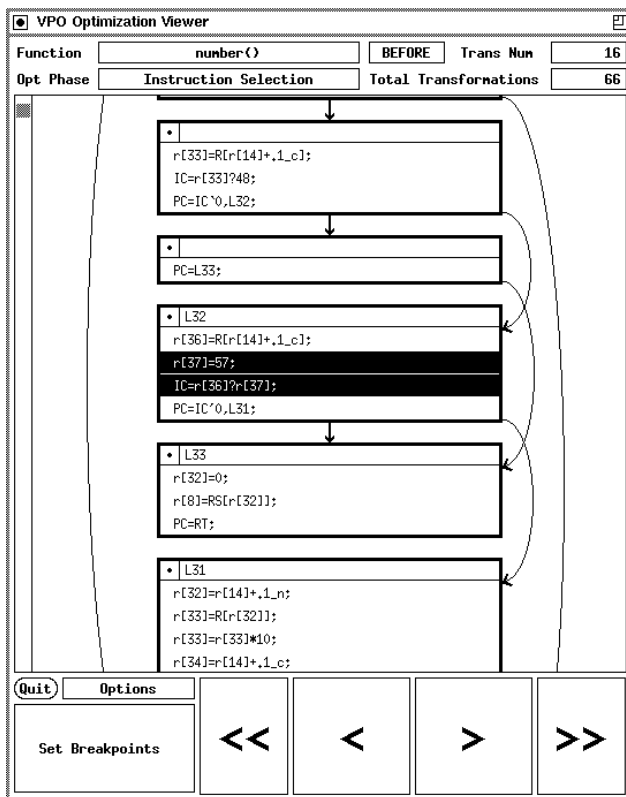 VPO Optimization Viewer
Function number() BEFORE Trans Num 16
Opt Phase Instruction Selection Total Transformations 66
r[33]=R[r[14]+.1_c];
IC=r[33]?48;
PC=IC`0,L32;
PC=L33;
L32
r[36]=R[r[14]+.1_c];
r[37]=57;
IC=r[36]?r[37];
PC=IC'0,L31;
L33
r[32]=0;
r[8]=RS[r[32]];
PC=RT;
L31
r[32]=r[14]+.1_n;
r[33]=R[r[32]];
r[33]=r[33]*10;
r[34]=r[14]+.1_c;
Quit Options
Set Breakpoints
<< < > >>